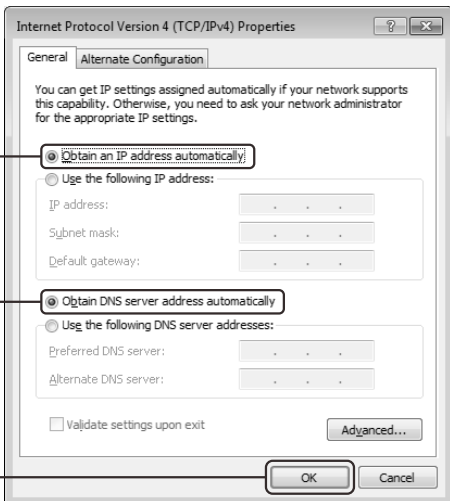 Internet Protocol Version 4 (TCP/IPv4) Properties
General
Alternate Configuration
You can get IP settings assigned automatically if your network supports
this capability. Otherwise, you need to ask your network administrator
for the appropriate IP settings.
Obtain an IP address automatically
Use the following IP address:
IP address:
Subnet mask:
Default gateway:
Obtain DNS server address automatically
Use the following DNS server addresses:
Preferred DNS server:
Alternate DNS server:
Validate settings upon exit
Advanced...
OK
Cancel